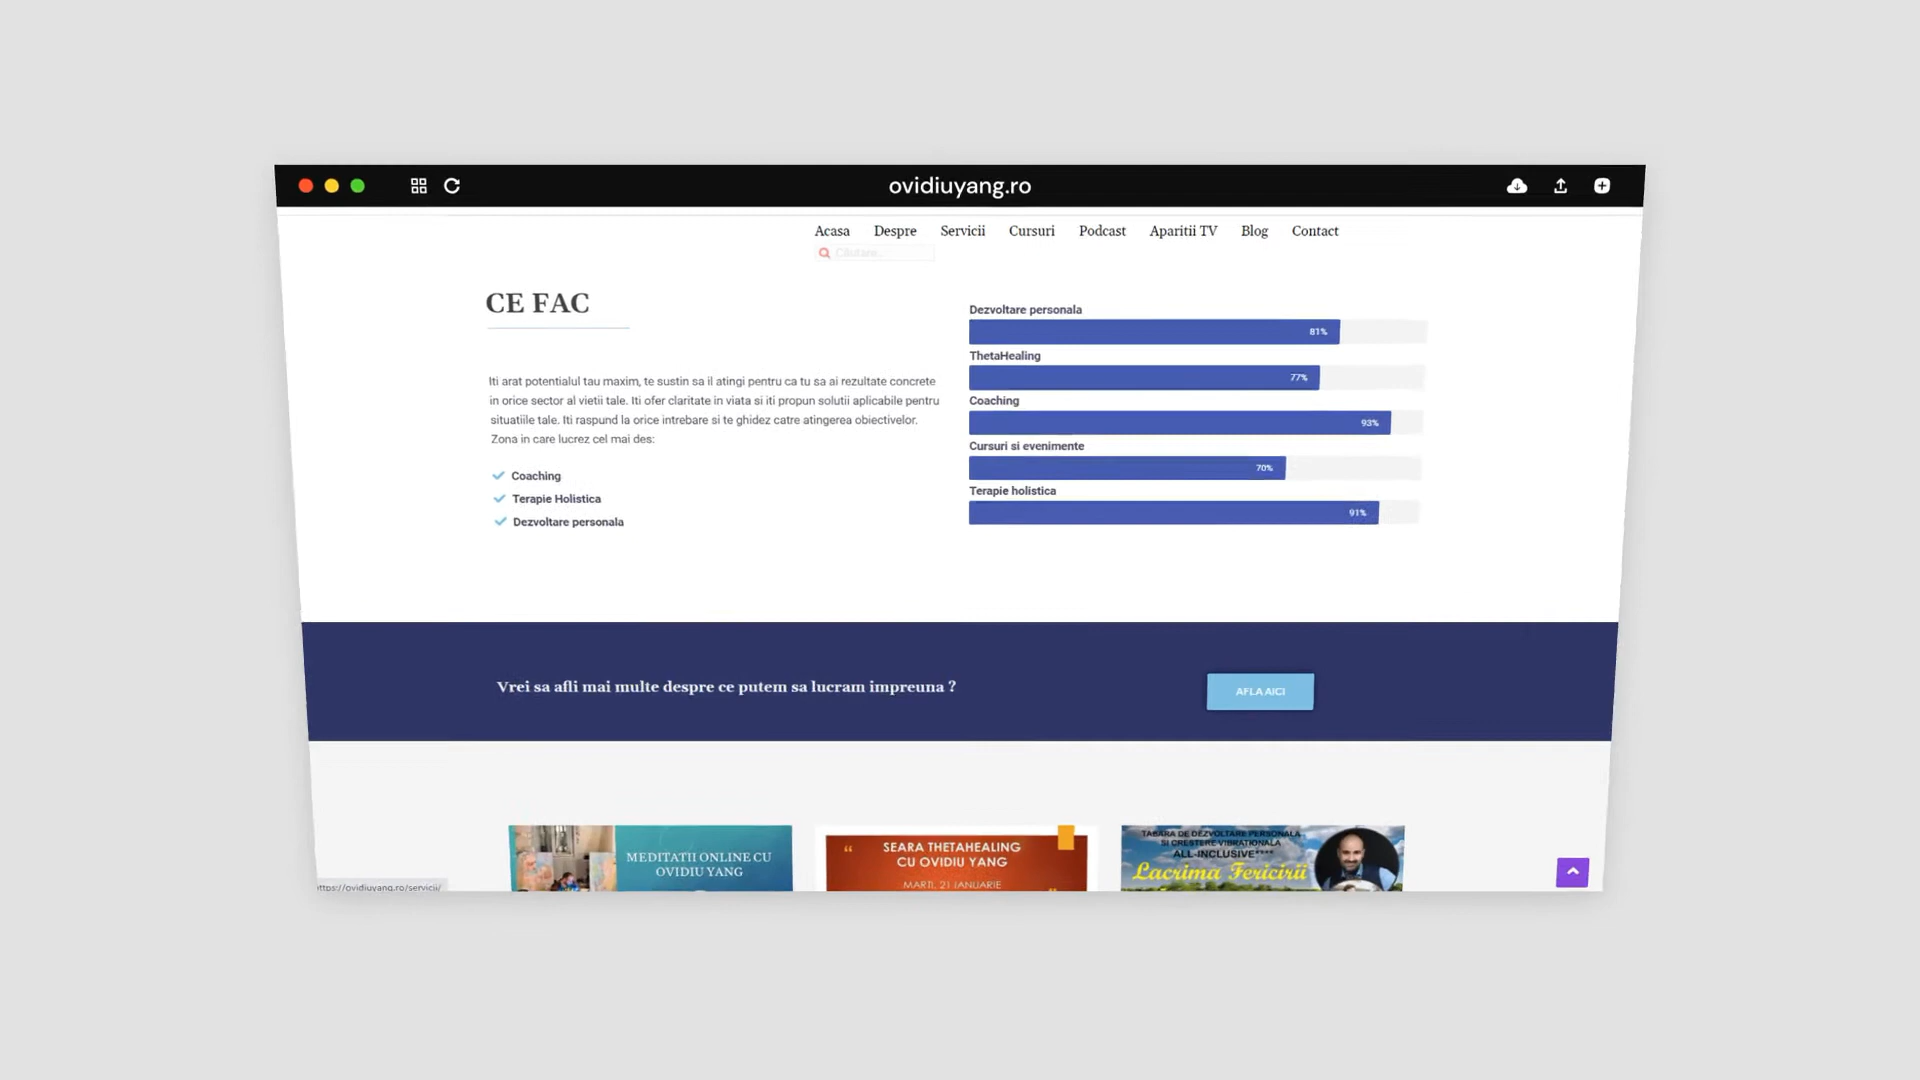 ovidiuyang.ro
Acasa Despre Servicii Cursuri Podcast Aparitii TV Blog Contact
Căutare...
CE FAC
Iti arat potentialul tau maxim, te sustin sa il atingi pentru ca tu sa ai rezultate concrete
in orice sector al vietii tale. Iti ofer claritate in viata si iti propun solutii aplicabile pentru
situatiile tale. Iti raspund la orice intrebare si te ghidez catre atingerea obiectivelor.
Zona in care lucrez cel mai des:
Coaching
Terapie Holistica
Dezvoltare personala
Dezvoltare personala
81%
ThetaHealing
77%
Coaching
93%
Cursuri si evenimente
70%
Terapie holistica
91%
Vrei sa afli mai multe despre ce putem sa lucram impreuna ?
AFLA AICI
MEDITATII ONLINE CU
OVIDIU YANG
“ SEARA THETAHEALING
CU OVIDIU YANG
MARTI, 21 IANUARIE
TABARA DE DEZVOLTARE PERSONALA
SI CRESTERE VIBRATIONALA
ALL-INCLUSIVE****
Lacrima Fericirii
https://ovidiuyang.ro/servicii/